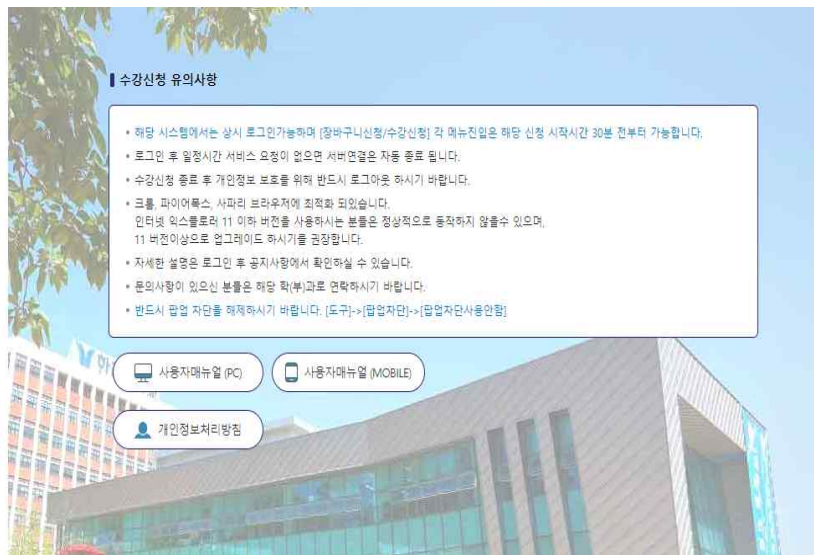 수강신청 유의사항
해당 시스템에서는 상시 로그인가능하며 [장바구니신청/수강신청] 각 메뉴진입은 해당 신청 시작시간 30분 전부터 가능합니다.
로그인 후 일정시간 서비스 요청이 없으면 서버연결은 자동 종료 됩니다.
수강신청 종료 후 개인정보 보호를 위해 반드시 로그아웃 하시기 바랍니다.
크롬, 파이어폭스, 사파리 브라우저에 최적화 되있습니다.
인터넷 익스플로러 11 이하 버전을 사용하시는 분들은 정상적으로 동작하지 않을수 있으며,
11 버전이상으로 업그레이드 하시기를 권장합니다.
자세한 설명은 로그인 후 공지사항에서 확인하실 수 있습니다.
문의사항이 있으신 분들은 해당 학(부)과로 연락하시기 바랍니다.
반드시 팝업 차단을 해제하시기 바랍니다. [도구]->[팝업차단]->[팝업차단사용안함]
사용자매뉴얼 (PC)
사용자매뉴얼 (MOBILE)
개인정보처리방침